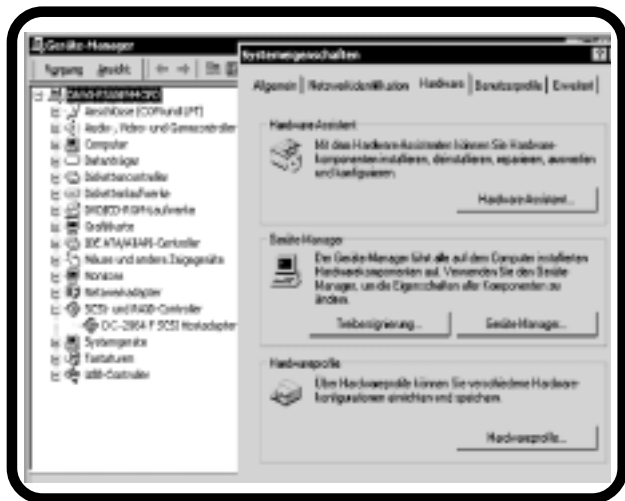 Geräte-Manager
Vorgang Ansicht
Anschlüsse (COM und LPT)
Audio-, Video- und Gamecontroller
Computer
Datenträger
Diskettencontroller
Diskettenlaufwerke
DVD/CD-ROM-Laufwerke
Grafikkarte
IDE ATA/ATAPI-Controller
Mäuse und andere Zeigegeräte
Monitore
Netzwerkadapter
SCSI- und RAID-Controller
SCSI Hostadapter
Systemgeräte
Tastaturen
USB-Controller
Systemeigenschaften
Allgemein Netzwerkidentifikation Hardware Benutzerprofile Erweitert
Hardware-Assistent
Mit dem Hardware-Assistenten können Sie Hardware-
komponenten installieren, deinstallieren, reparieren, auswerfen
und konfigurieren.
Hardware-Assistent...
Geräte-Manager
Der Geräte-Manager führt alle auf dem Computer installierten
Hardwarekomponenten auf. Verwenden Sie den Geräte-
Manager, um die Eigenschaften aller Komponenten zu
ändern.
Treibersignierung... Geräte-Manager...
Hardwareprofile
Über Hardwareprofile können Sie verschiedene Hardware-
konfigurationen einrichten und speichern.
Hardwareprofile...